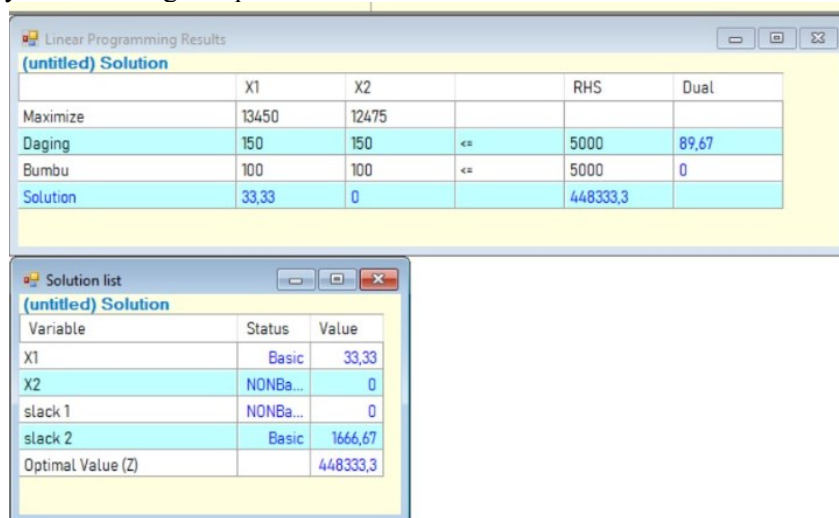 Linear Programming Results
(untitled) Solution
X1 X2 RHS Dual
Maximize 13450 12475
Daging 150 150 <= 5000 89,67
Bumbu 100 100 <= 5000 0
Solution 33,33 0 448333,3
Solution list
(untitled) Solution
Variable Status Value
X1 Basic 33,33
X2 NONBa... 0
slack 1 NONBa... 0
slack 2 Basic 1666,67
Optimal Value (Z) 448333,3